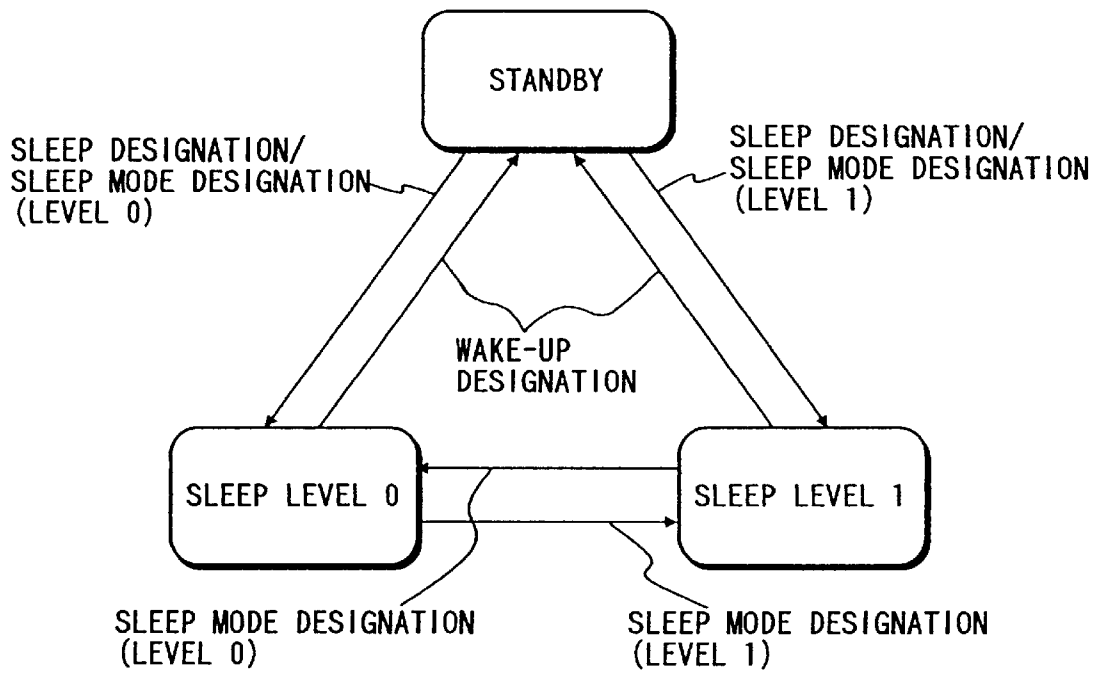 STANDBY
SLEEP DESIGNATION/
SLEEP MODE DESIGNATION
(LEVEL 0)
SLEEP DESIGNATION/
SLEEP MODE DESIGNATION
(LEVEL 1)
WAKE-UP
DESIGNATION
SLEEP LEVEL 0
SLEEP LEVEL 1
SLEEP MODE DESIGNATION
(LEVEL 0)
SLEEP MODE DESIGNATION
(LEVEL 1)